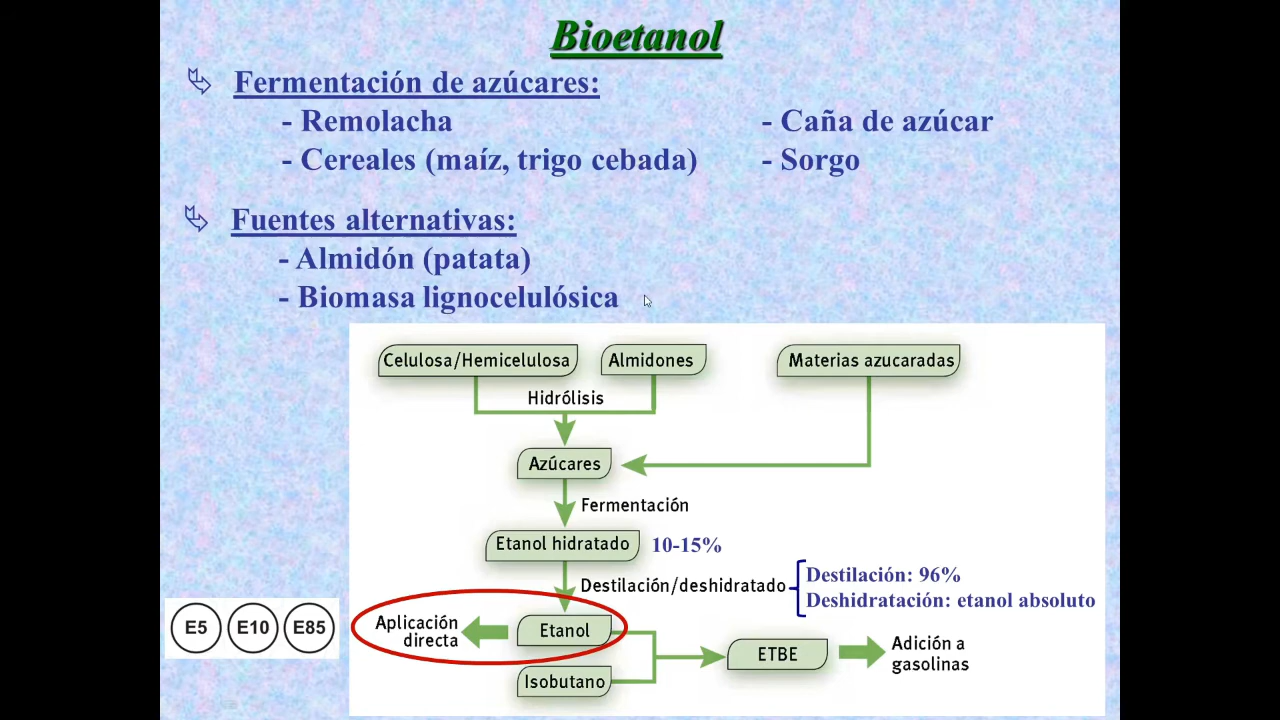 Bioetanol
Fermentación de azúcares:
- Remolacha
- Caña de azúcar
- Cereales (maíz, trigo cebada)
- Sorgo
Fuentes alternativas:
- Almidón (patata)
- Biomasa lignocelulósica
Celulosa/Hemicelulosa
Almidones
Materias azucaradas
Hidrólisis
Azúcares
Fermentación
Etanol hidratado
10-15%
Destilación/deshidratado
Destilación: 96%
Deshidratación: etanol absoluto
E5
E10
E85
Aplicación
directa
Etanol
Isobutano
ETBE
Adición a
gasolinas